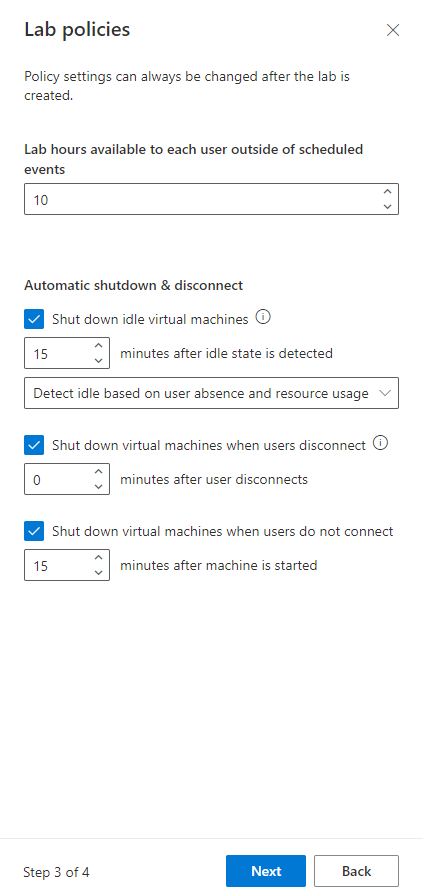 Lab policies
Policy settings can always be changed after the lab is
created.
Lab hours available to each user outside of scheduled
events
10
Automatic shutdown & disconnect
Shut down idle virtual machines
15 minutes after idle state is detected
Detect idle based on user absence and resource usage
Shut down virtual machines when users disconnect
0 minutes after user disconnects
Shut down virtual machines when users do not connect
15 minutes after machine is started
Step 3 of 4 Next Back